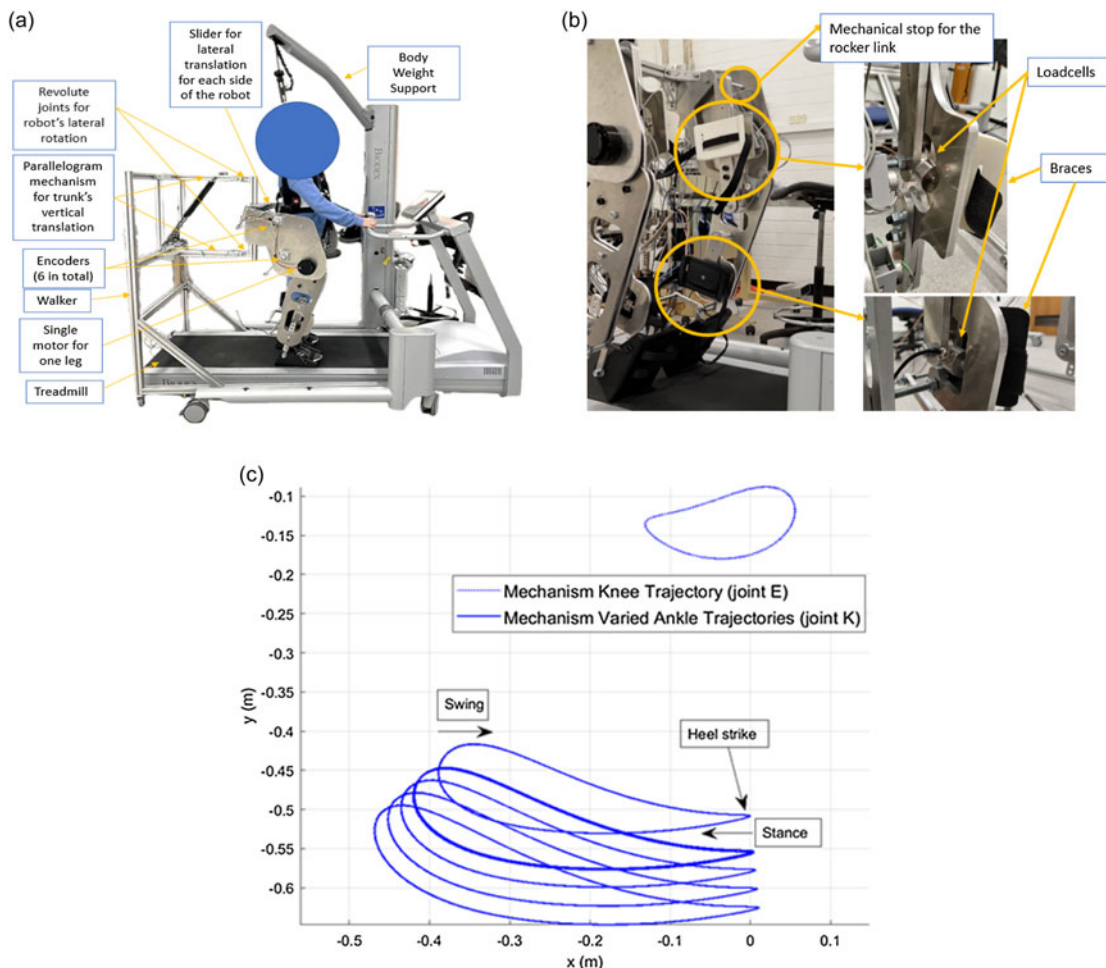 (a)
Slider for
lateral
translation
for each side
of the robot
Body
Weight
Support
Revolute
joints for
robot's lateral
rotation
Parallelogram
mechanism
for trunk's
vertical
translation
Encoders
(6 in total)
Walker
Single
motor for
one leg
Treadmill
BIODEX
(b)
Mechanical stop for the
rocker link
Loadcells
Braces
(c)
-0.1
-0.15
-0.2
-0.25
-0.3
-0.35
-0.4
-0.45
-0.5
-0.55
-0.6
y (m)
Mechanism Knee Trajectory (joint E)
Mechanism Varied Ankle Trajectories (joint K)
Swing
Heel strike
Stance
-0.5 -0.4 -0.3 -0.2 -0.1 0 0.1
x (m)